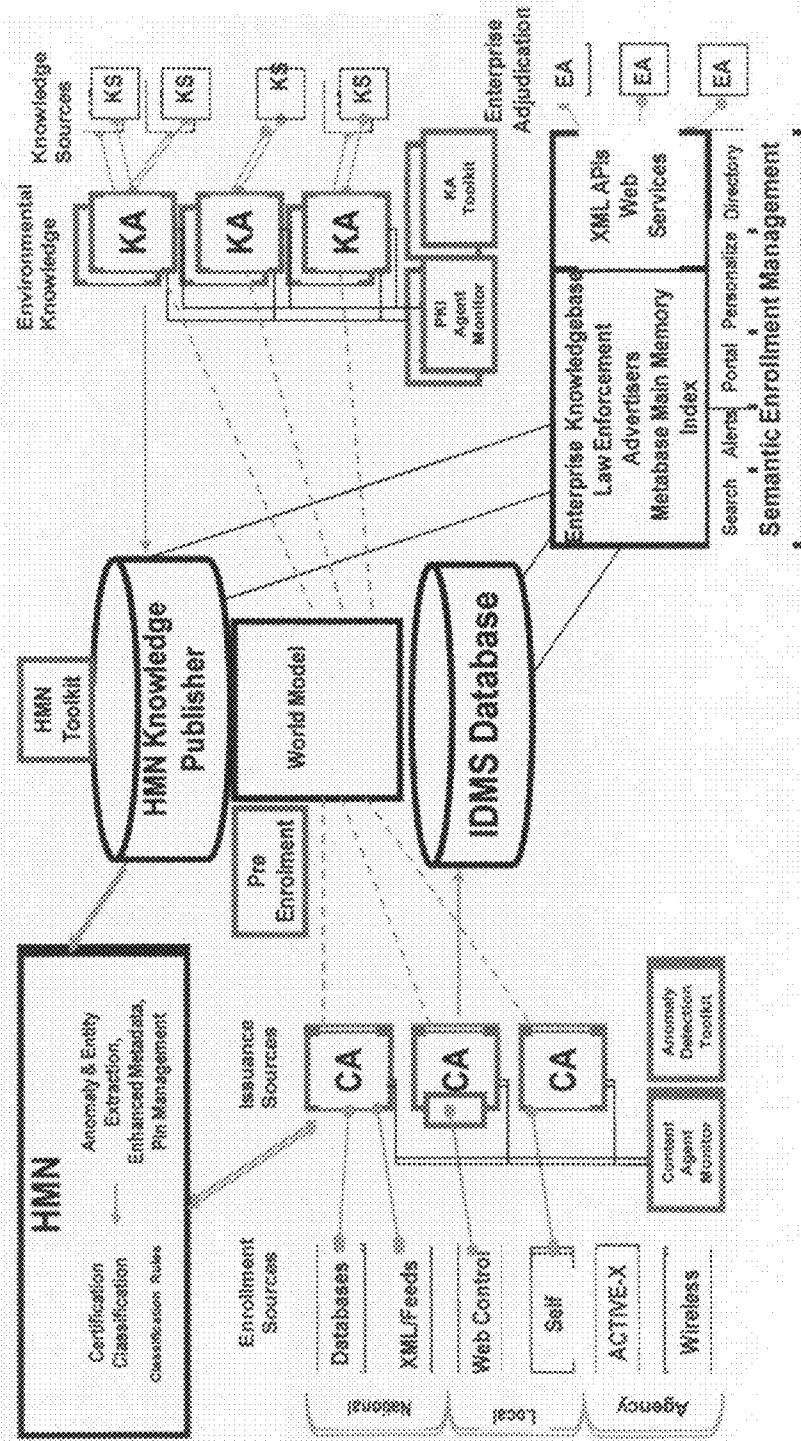 HMN
Certification
Classification
Classification Rules
Anomaly & Entity
Extraction,
Enhanced Metadata,
Pin Management
HMN
Toolkit
HMN Knowledge
Publisher
Pre
Enrolment
World Model
IDMS Database
Environmental
Knowledge
Knowledge
Sources
KA
KA
KA
KS
KS
KS
KS
PKI
Agent
Monitor
KA
Toolkit
Enrollment
Sources
Issuance
Sources
National
Local
Agency
Databases
XML/Feeds
Web Control
Self
ACTIVE-X
Wireless
CA
CA
CA
Content
Agent
Monitor
Anomaly
Detection
Toolkit
Enterprise
Adjudication
Enterprise Knowledgebase
Law Enforcement
Advertisers
Metabase Main Memory
Index
XML APIs
Web
Services
EA
EA
EA
Search Alerts Portal Personalize Directory
Semantic Enrollment Management